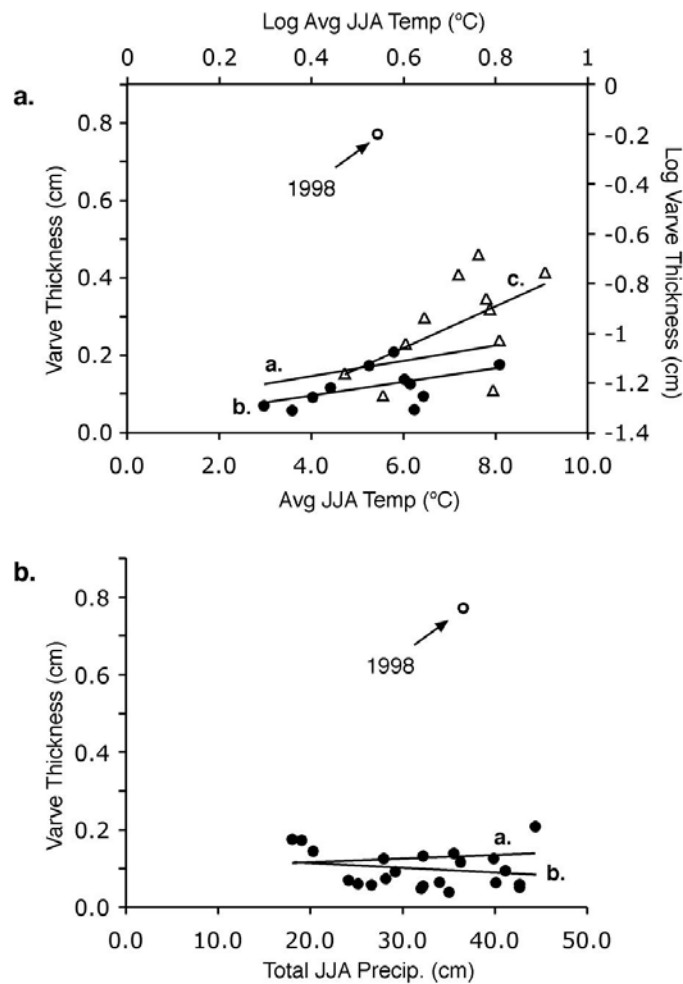 Log Avg JJA Temp (ºC)
0 0.2 0.4 0.6 0.8 1
a.
0.8
0.6
0.4
0.2
0.0
Varve Thickness (cm)
0
-0.2
-0.4
-0.6
-0.8
-1
-1.2
-1.4
Log Varve Thickness (cm)
1998
c.
a.
b.
0.0 2.0 4.0 6.0 8.0 10.0
Avg JJA Temp (ºC)
b.
0.8
0.6
0.4
0.2
0.0
Varve Thickness (cm)
1998
a.
b.
0.0 10.0 20.0 30.0 40.0 50.0
Total JJA Precip. (cm)